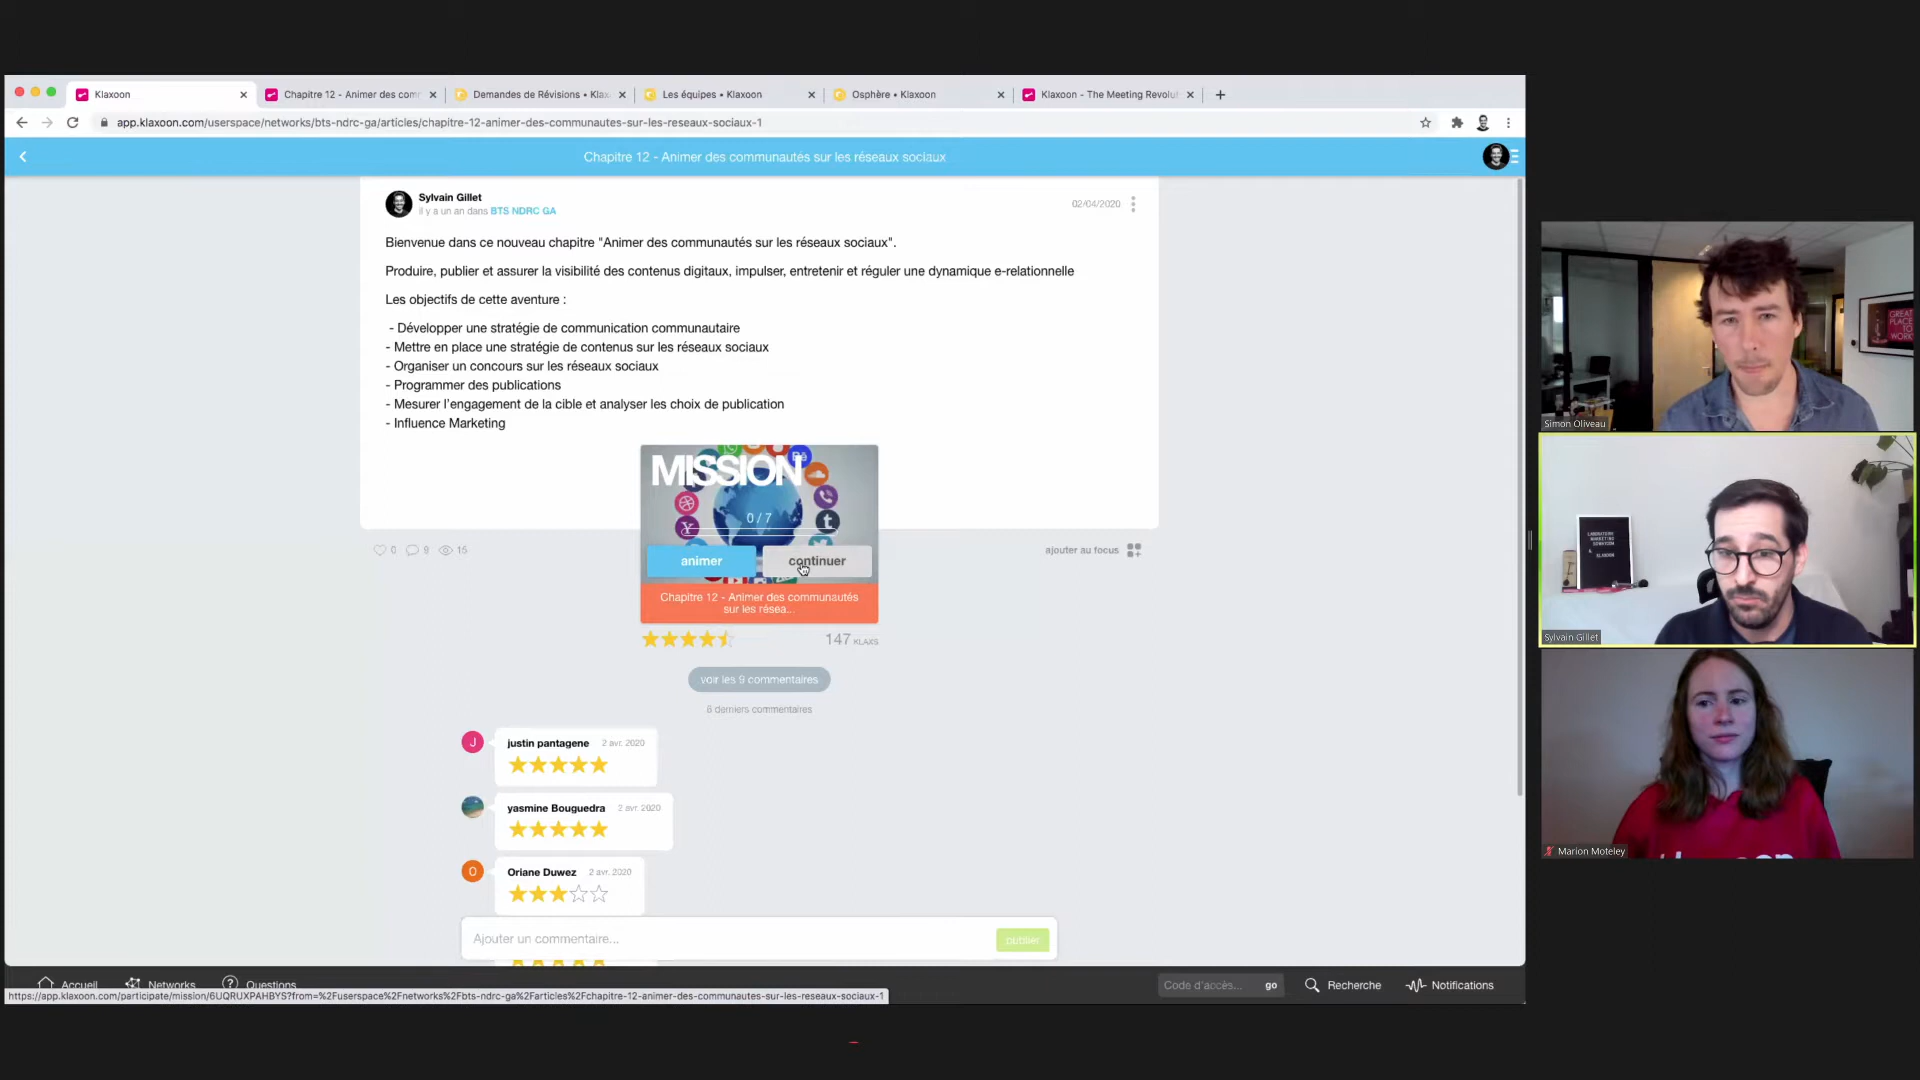 Klaxoon
Chapitre 12 - Animer des com
Demandes de Révisions • Klax
Les équipes • Klaxoon
Osphère • Klaxoon
Klaxoon - The Meeting Revolut
app.klaxoon.com/userspace/networks/bts-ndrc-ga/articles/chapitre-12-animer-des-communautes-sur-les-reseaux-sociaux-1
Chapitre 12 - Animer des communautés sur les réseaux sociaux
Sylvain Gillet
il y a un an dans BTS NDRC GA
02/04/2020
Bienvenue dans ce nouveau chapitre "Animer des communautés sur les réseaux sociaux".
Produire, publier et assurer la visibilité des contenus digitaux, impulser, entretenir et réguler une dynamique e-relationnelle
Les objectifs de cette aventure :
- Développer une stratégie de communication communautaire
- Mettre en place une stratégie de contenus sur les réseaux sociaux
- Organiser un concours sur les réseaux sociaux
- Programmer des publications
- Mesurer l'engagement de la cible et analyser les choix de publication
- Influence Marketing
MISSION
0 / 7
animer
continuer
Chapitre 12 - Animer des communautés
sur les résea...
0 9 16
ajouter au focus
147 KLAXS
voir les 9 commentaires
8 derniers commentaires
J
justin pantagene 2 avr. 2020
yasmine Bouguedra 2 avr. 2020
O
Oriane Duwez 2 avr. 2020
Ajouter un commentaire...
publier
Accueil
Networks
Questions
Code d'accès...
go
Recherche
Notifications
https://app.klaxoon.com/participate/mission/6UQRUXPAHBYS?from=%2Fuserspace%2Fnetworks%2Fbts-ndrc-ga%2Farticles%2Fchapitre-12-animer-des-communautes-sur-les-reseaux-sociaux-1
GREAT
PLACE
TO
WORK
Simon Oliveau
LABORATOIRE
MARKETING
&
KLAXOON
Sylvain Gillet
Marion Moteley